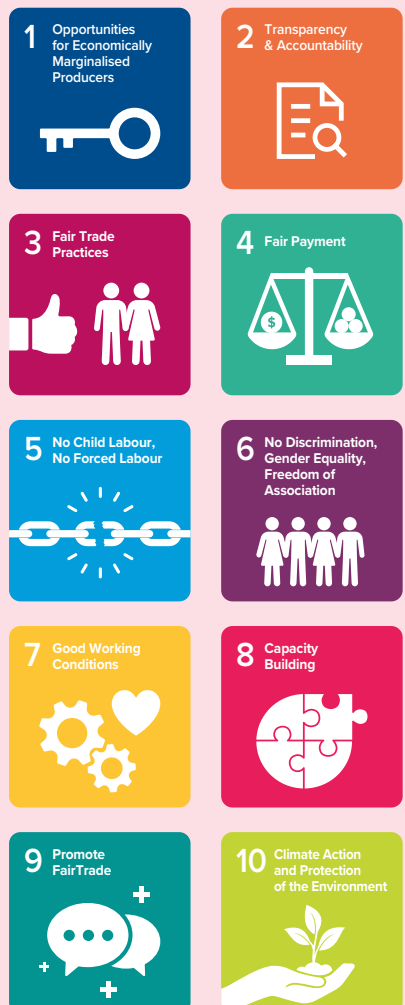 1 Opportunities
for Economically
Marginalised
Producers
2 Transparency
& Accountability
3 Fair Trade
Practices
4 Fair Payment
$
5 No Child Labour,
No Forced Labour
6 No Discrimination,
Gender Equality,
Freedom of
Association
7 Good Working
Conditions
8 Capacity
Building
9 Promote
FairTrade
10 Climate Action
and Protection
of the Environment